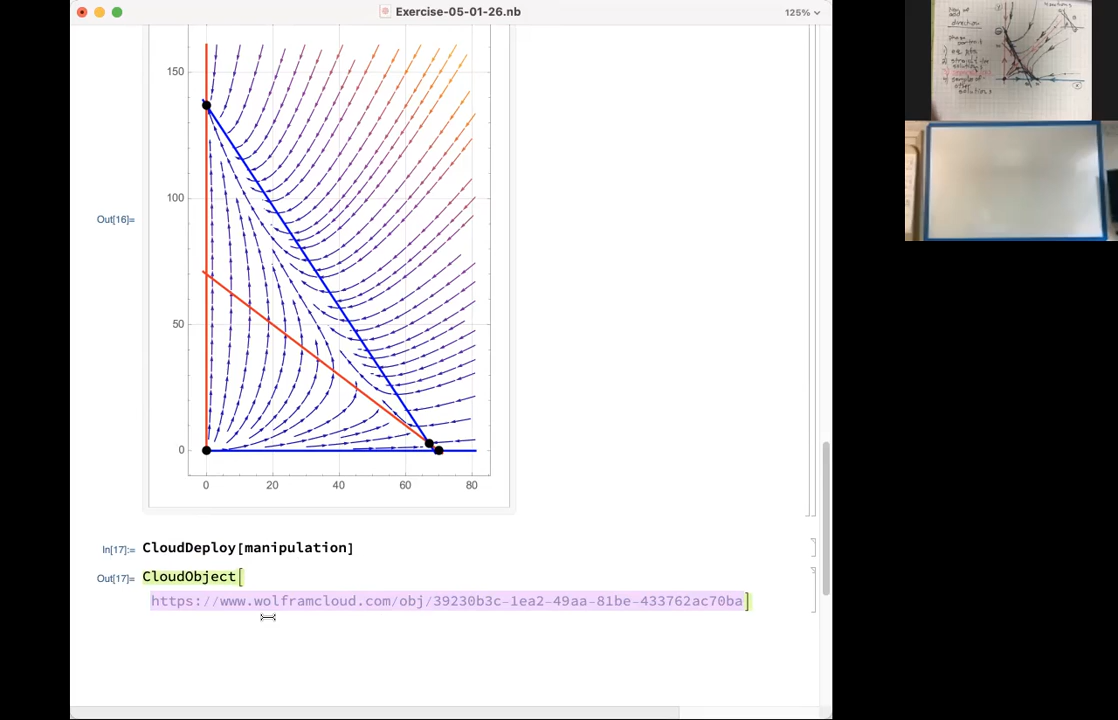 Exercise-05-01-26.nb
125%
150
100
50
0
0 20 40 60 80
Out[16]=
In[17]:= CloudDeploy[manipulation]
Out[17]= CloudObject[
https://www.wolframcloud.com/obj/39230b3c-1ea2-49aa-81be-433762ac70ba]
direction